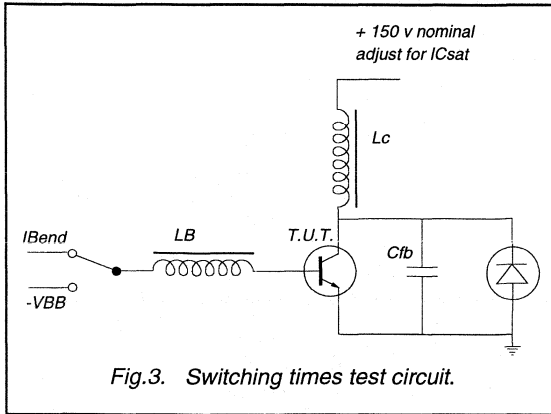 + 150 v nominal
adjust for ICsat
Lc
IBend
LB
T.U.T.
Cfb
-VBB
Fig.3. Switching times test circuit.